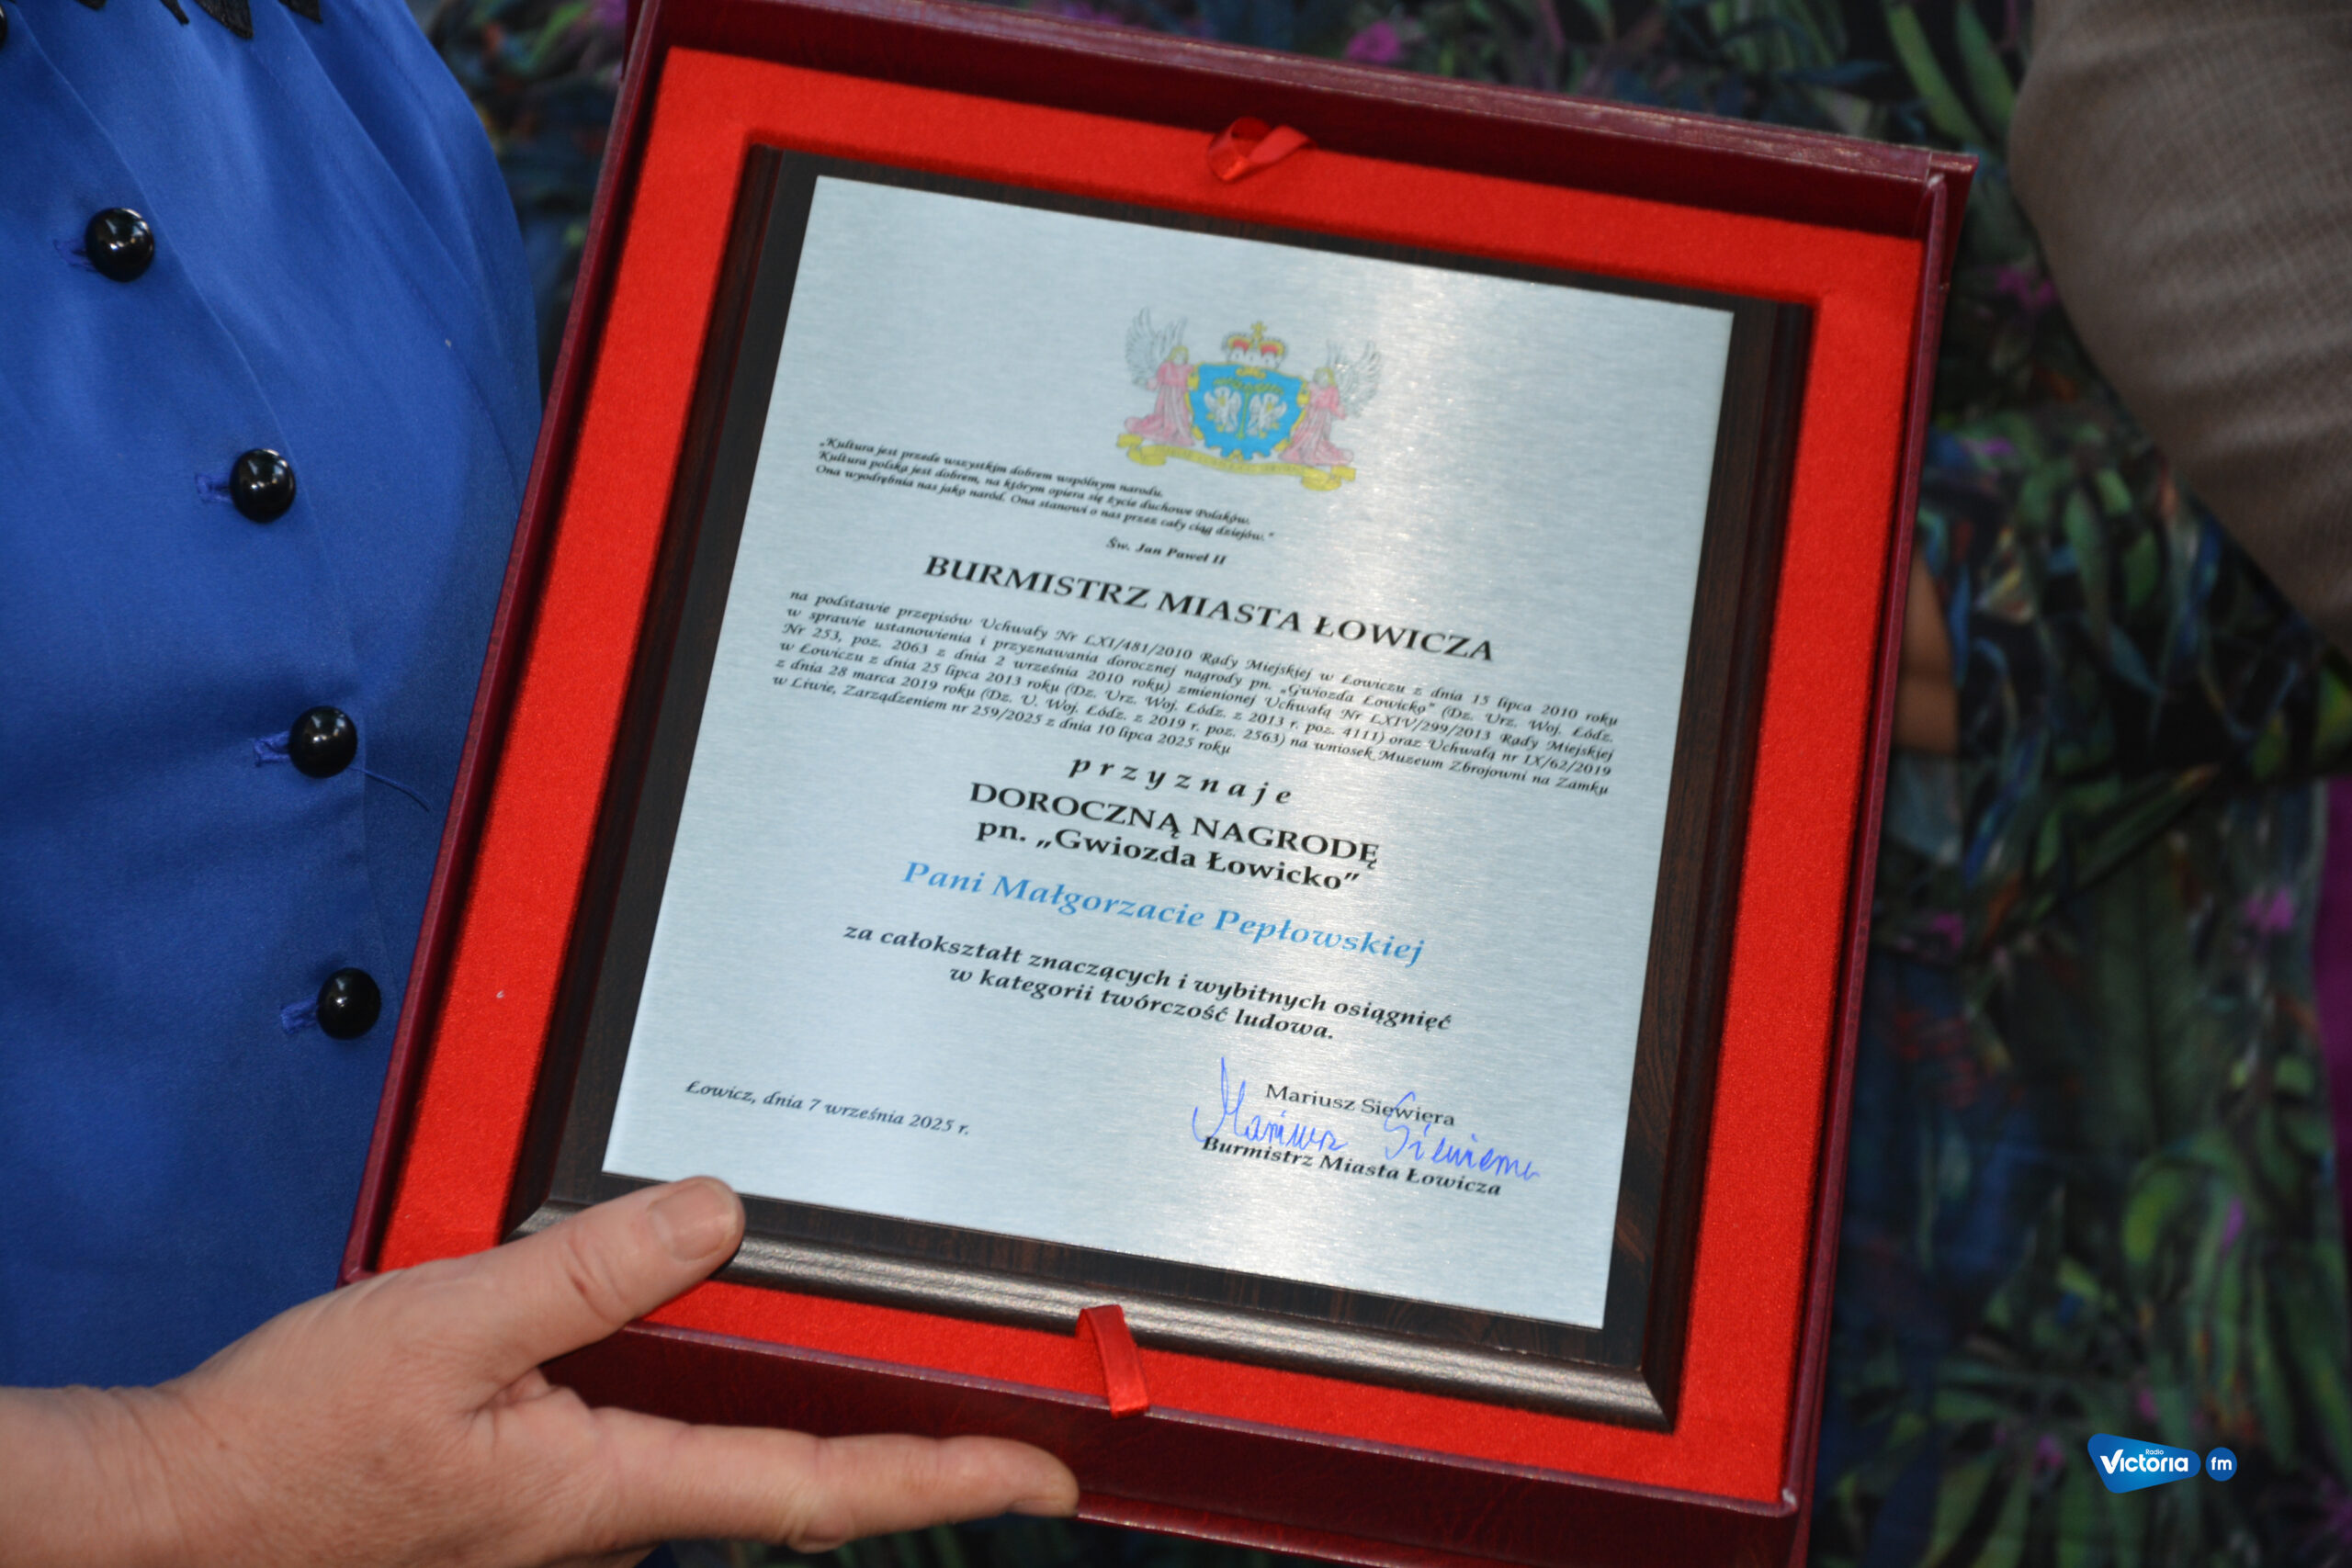 „Kultura jest przede wszystkim dobrem wspólnym narodu.
Kultura polska jest dobrem, na którym opiera się życie duchowe Polaków.
Ona wyodrębnia nas jako naród. Ona stanowi o nas przez cały ciąg dziejów."
Św. Jan Paweł II
BURMISTRZ MIASTA ŁOWICZA
na podstawie przepisów Uchwały Nr LXI/481/2010 Rady Miejskiej w Łowiczu z dnia 15 lipca 2010 roku
w sprawie ustanowienia i przyznawania dorocznej nagrody pn. „Gwiozda Łowicko" (Dz. Urz. Woj. Łódz.
Nr 253, poz. 2063 z dnia 2 września 2010 roku) zmienionej Uchwałą Nr LXIV/299/2013 Rady Miejskiej
w Łowiczu z dnia 25 lipca 2013 roku (Dz. Urz. Woj. Łódz. z 2013 r. poz. 4111) oraz Uchwałą nr IX/62/2019
z dnia 28 marca 2019 roku (Dz. U. Woj. Łódz. z 2019 r. poz. 2563) na wniosek Muzeum Zbrojowni na Zamku
w Liwie, Zarządzeniem nr 259/2025 z dnia 10 lipca 2025 roku
przyznaje
DOROCZNĄ NAGRODĘ
pn. „Gwiozda Łowicko"
Pani Małgorzacie Pepłowskiej
za całokształt znaczących i wybitnych osiągnięć
w kategorii twórczość ludowa.
Łowicz, dnia 7 września 2025 r.
Mariusz Siewiera
Mariusz Siewiera
Burmistrz Miasta Łowicza
Radio
Victoria fm